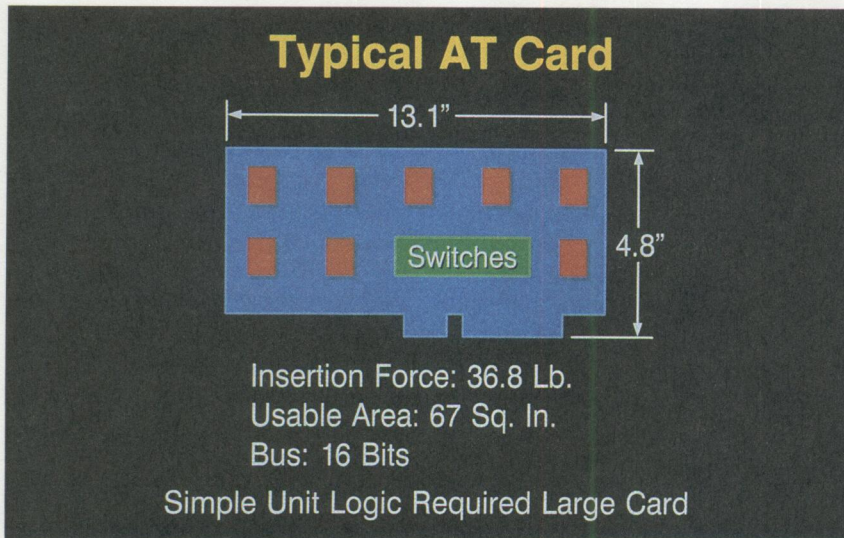 Typical AT Card
13.1”
4.8”
Switches
Insertion Force: 36.8 Lb.
Usable Area: 67 Sq. In.
Bus: 16 Bits
Simple Unit Logic Required Large Card